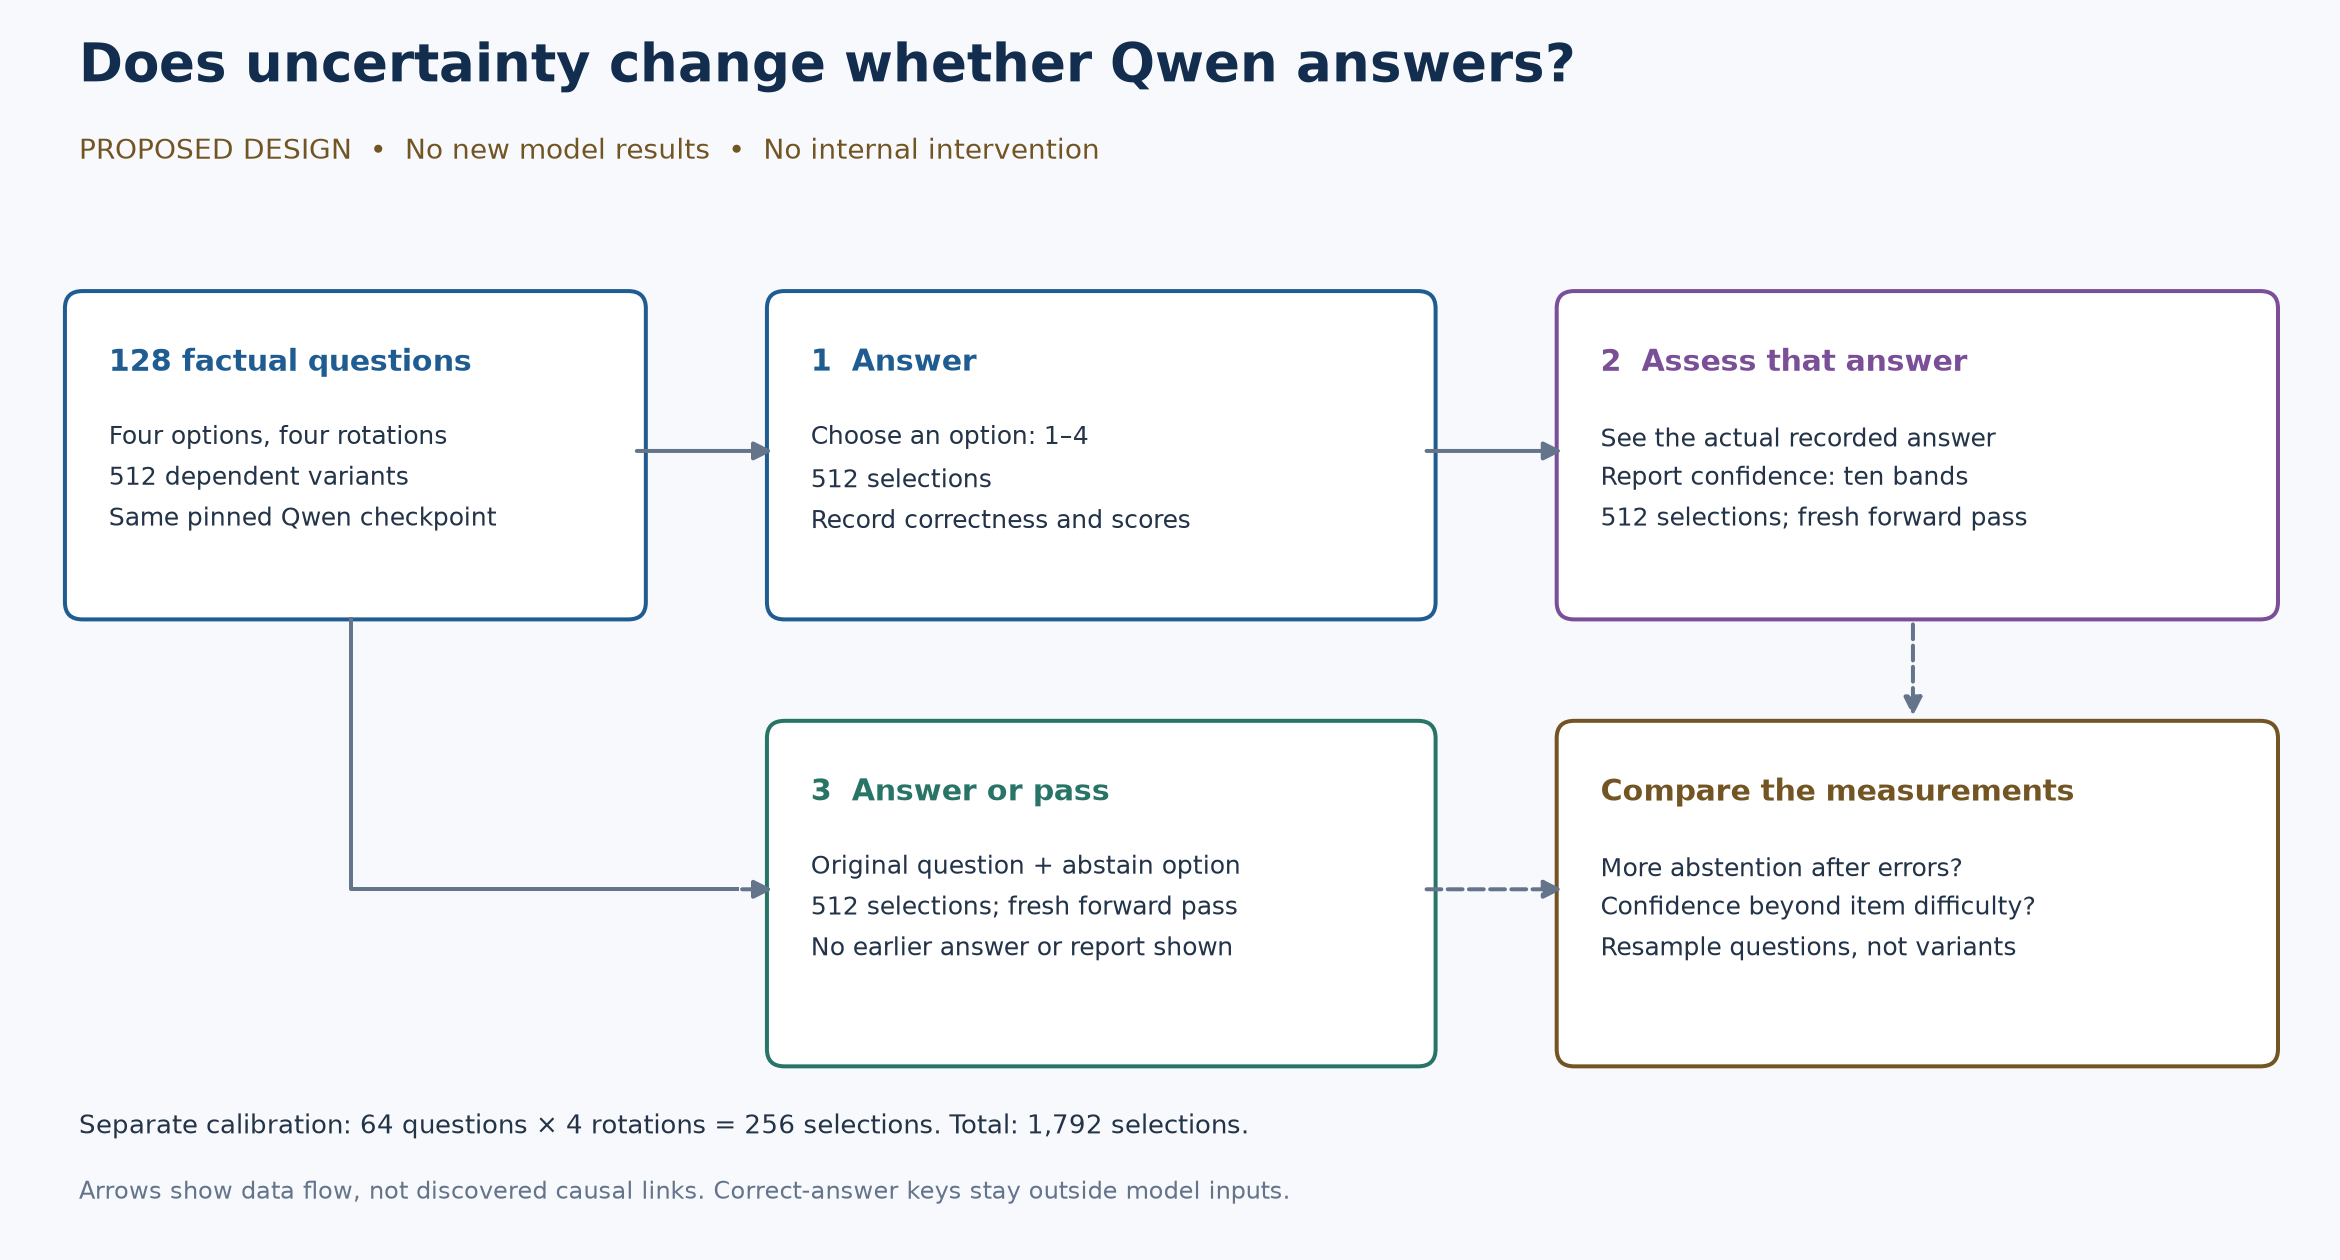 Does uncertainty change whether Qwen answers?
PROPOSED DESIGN • No new model results • No internal intervention
128 factual questions
Four options, four rotations
512 dependent variants
Same pinned Qwen checkpoint
1 Answer
Choose an option: 1–4
512 selections
Record correctness and scores
2 Assess that answer
See the actual recorded answer
Report confidence: ten bands
512 selections; fresh forward pass
3 Answer or pass
Original question + abstain option
512 selections; fresh forward pass
No earlier answer or report shown
Compare the measurements
More abstention after errors?
Confidence beyond item difficulty?
Resample questions, not variants
Separate calibration: 64 questions × 4 rotations = 256 selections. Total: 1,792 selections.
Arrows show data flow, not discovered causal links. Correct-answer keys stay outside model inputs.